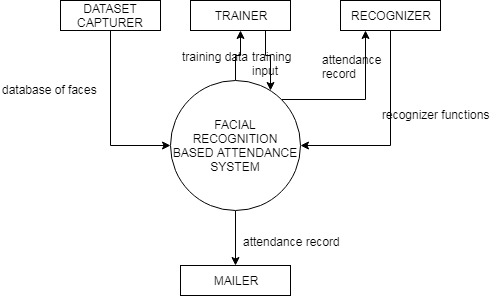 DATASET
CAPTURER
TRAINER
RECOGNIZER
training data training
input
attendance
record
database of faces
recognizer functions
FACIAL
RECOGNITION
BASED ATTENDANCE
SYSTEM
attendance record
MAILER